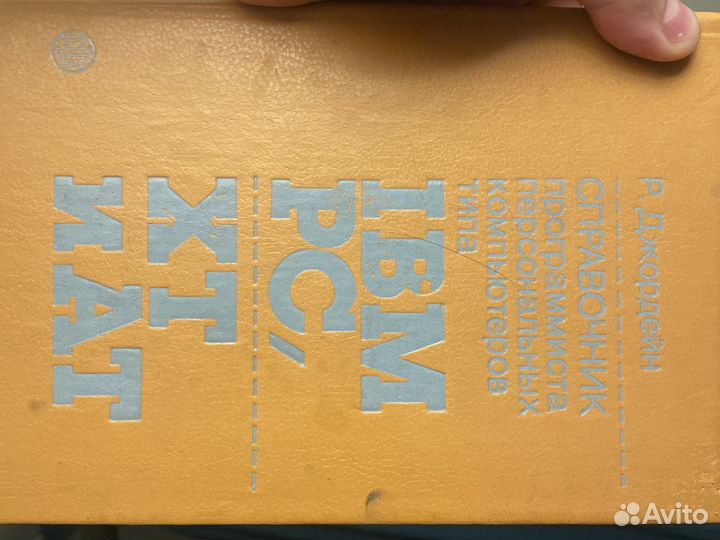 Р. Джордейн
СПРАВОЧНИК
программиста
персональных
компьютеров
типа
IBM
PC,
XT
И AT
Avito